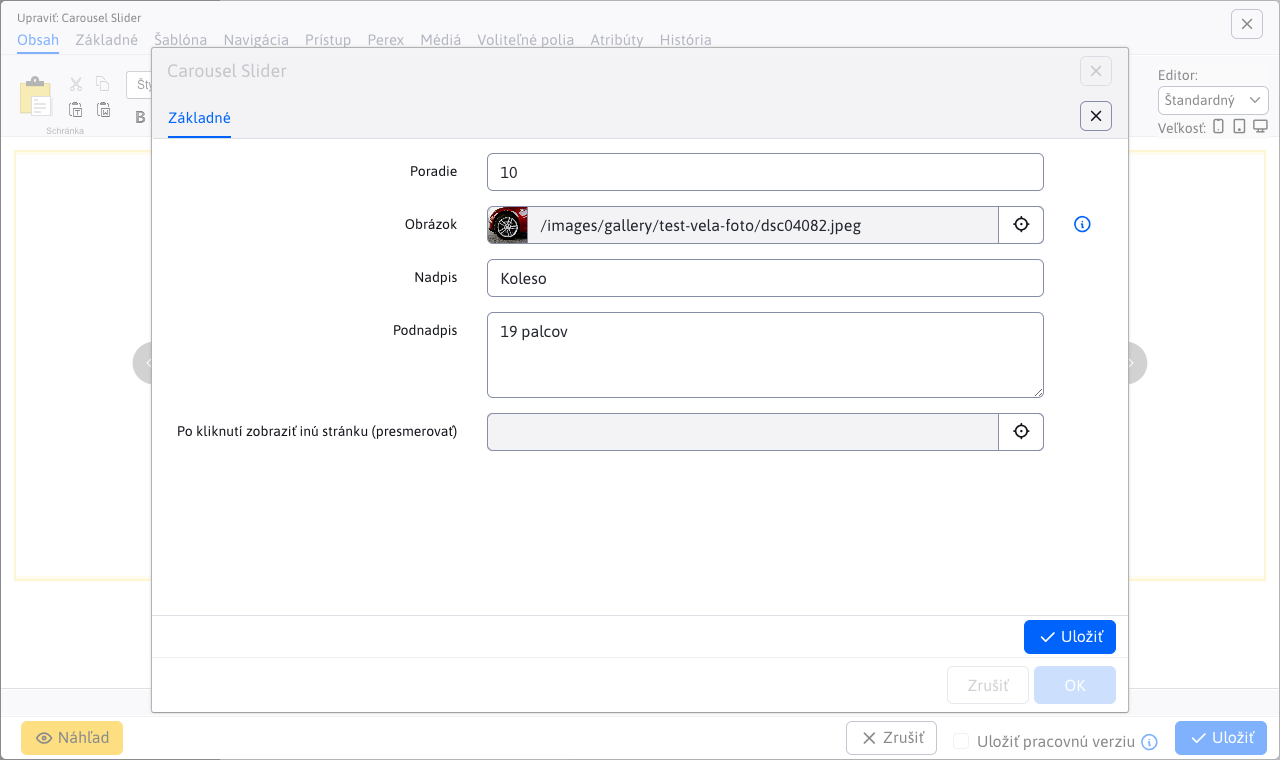 Upraviť: Carousel Slider
Obsah Základné Šablóna Navigácia Prístup Perex Médiá Voliteľné polia Atribúty História
Carousel Slider
Editor:
Štandardný
Veľkosť:
Schránka
B
Základné
Poradie 10
Obrázok /images/gallery/test-vela-foto/dsc04082.jpeg
Nadpis Koleso
Podnadpis 19 palcov
Po kliknutí zobraziť inú stránku (presmerovať)
Uložiť
Zrušiť OK
Náhľad Zrušiť Uložiť pracovnú verziu Uložiť